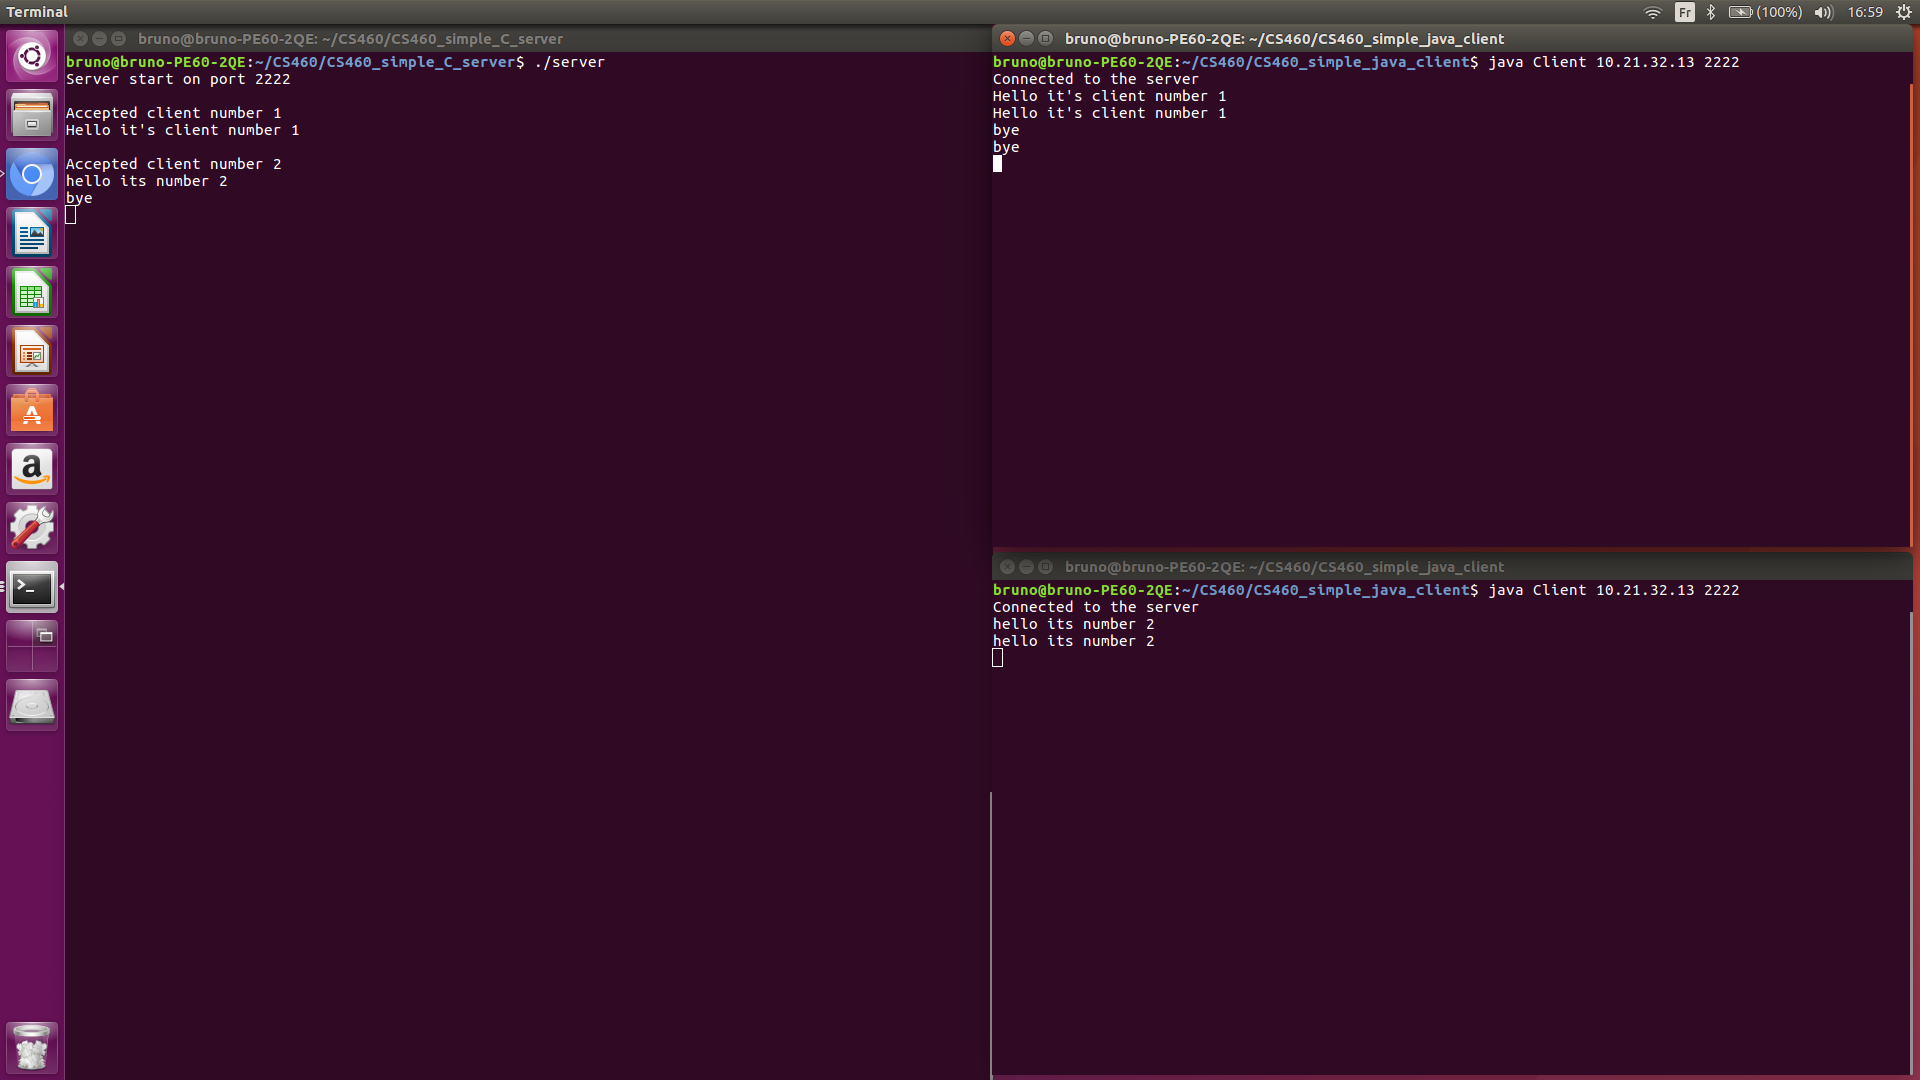 Terminal
Fr
(100%)
16:59
bruno@bruno-PE60-2QE: ~/CS460/CS460_simple_C_server
bruno@bruno-PE60-2QE:~/CS460/CS460_simple_C_server$ ./server
Server start on port 2222
Accepted client number 1
Hello it's client number 1
Accepted client number 2
hello its number 2
bye
bruno@bruno-PE60-2QE: ~/CS460/CS460_simple_java_client
bruno@bruno-PE60-2QE:~/CS460/CS460_simple_java_client$ java Client 10.21.32.13 2222
Connected to the server
Hello it's client number 1
Hello it's client number 1
bye
bye
bruno@bruno-PE60-2QE: ~/CS460/CS460_simple_java_client
bruno@bruno-PE60-2QE:~/CS460/CS460_simple_java_client$ java Client 10.21.32.13 2222
Connected to the server
hello its number 2
hello its number 2